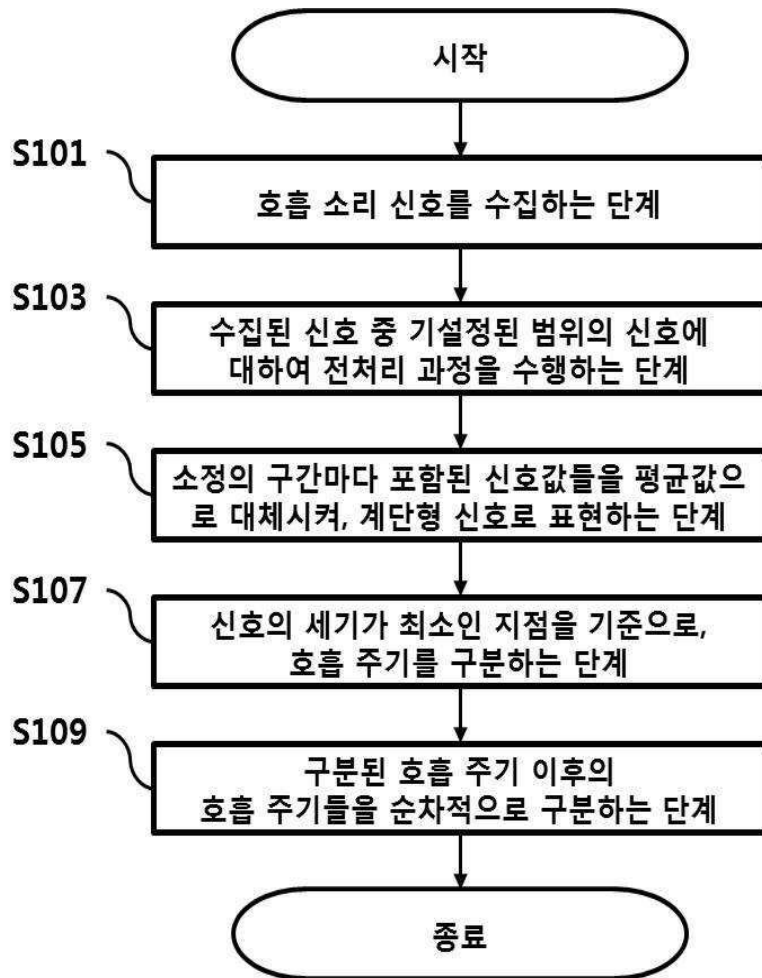 시작
S101
호흡 소리 신호를 수집하는 단계
S103
수집된 신호 중 기설정된 범위의 신호에
대하여 전처리 과정을 수행하는 단계
S105
소정의 구간마다 포함된 신호값들을 평균값으
로 대체시켜, 계단형 신호로 표현하는 단계
S107
신호의 세기가 최소인 지점을 기준으로,
호흡 주기를 구분하는 단계
S109
구분된 호흡 주기 이후의
호흡 주기들을 순차적으로 구분하는 단계
종료